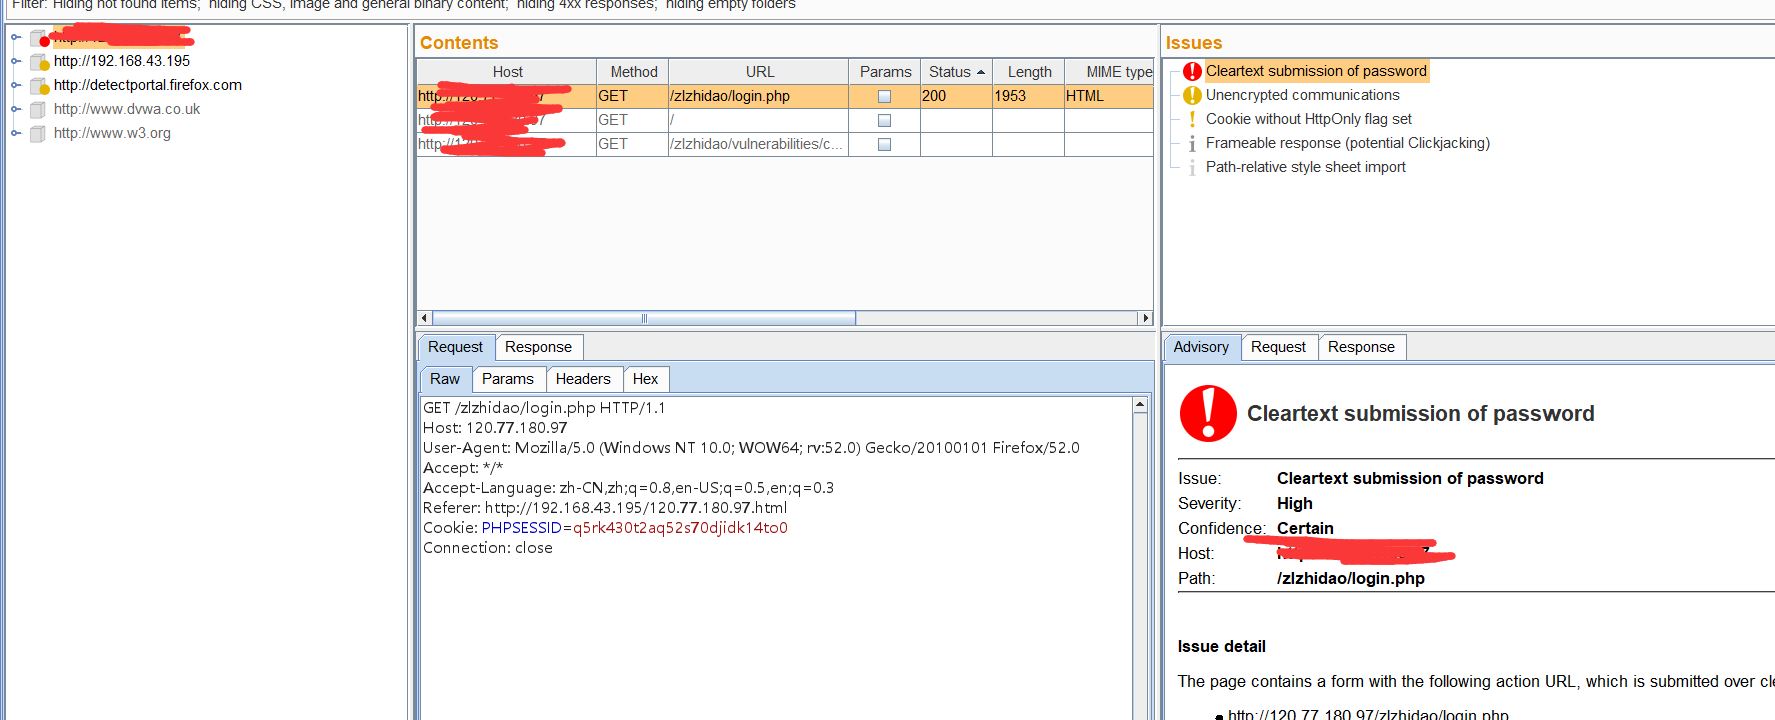 Filter: Hiding not found items; hiding CSS, image and general binary content; hiding 4xx responses; hiding empty folders
http://192.168.43.195
http://detectportal.firefox.com
http://www.dvwa.co.uk
http://www.w3.org
Contents
Host Method URL Params Status Length MIME type
GET /zlzhidao/login.php 200 1953 HTML
GET /
GET /zlzhidao/vulnerabilities/c...
Request Response
Raw Params Headers Hex
GET /zlzhidao/login.php HTTP/1.1
Host: 120.77.180.97
User-Agent: Mozilla/5.0 (Windows NT 10.0; WOW64; rv:52.0) Gecko/20100101 Firefox/52.0
Accept: */*
Accept-Language: zh-CN,zh;q=0.8,en-US;q=0.5,en;q=0.3
Referer: http://192.168.43.195/120.77.180.97.html
Cookie: PHPSESSID=q5rk430t2aq52s70djidk14to0
Connection: close
Issues
Cleartext submission of password
Unencrypted communications
Cookie without HttpOnly flag set
Frameable response (potential Clickjacking)
Path-relative style sheet import
Advisory Request Response
Cleartext submission of password
Issue: Cleartext submission of password
Severity: High
Confidence: Certain
Host:
Path: /zlzhidao/login.php
Issue detail
The page contains a form with the following action URL, which is submitted over
http://120.77.180.97/zlzhidao/login.php